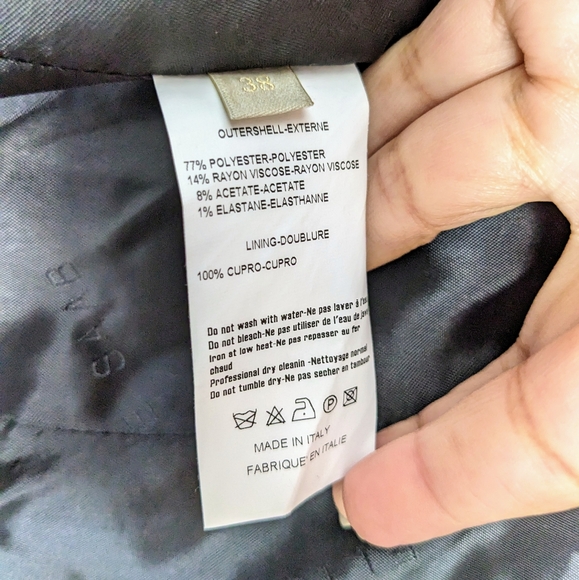 38
OUTERSHELL-EXTERNE
77% POLYESTER-POLYESTER
14% RAYON VISCOSE-RAYON VISCOSE
8% ACETATE-ACETATE
1% ELASTANE-ELASTHANNE
LINING-DOUBLURE
100% CUPRO-CUPRO
Do not wash with water-Ne pas laver à
Do not bleach-Ne pas utiliser de l'eau de
Iron at low heat-Ne pas repasser au fer
chaud
Professional dry cleanin -Nettoyage normal
Do not tumble dry-Ne pas secher en tambour
P
MADE IN ITALY
FABRIQUE' EN ITALIE
SAAB